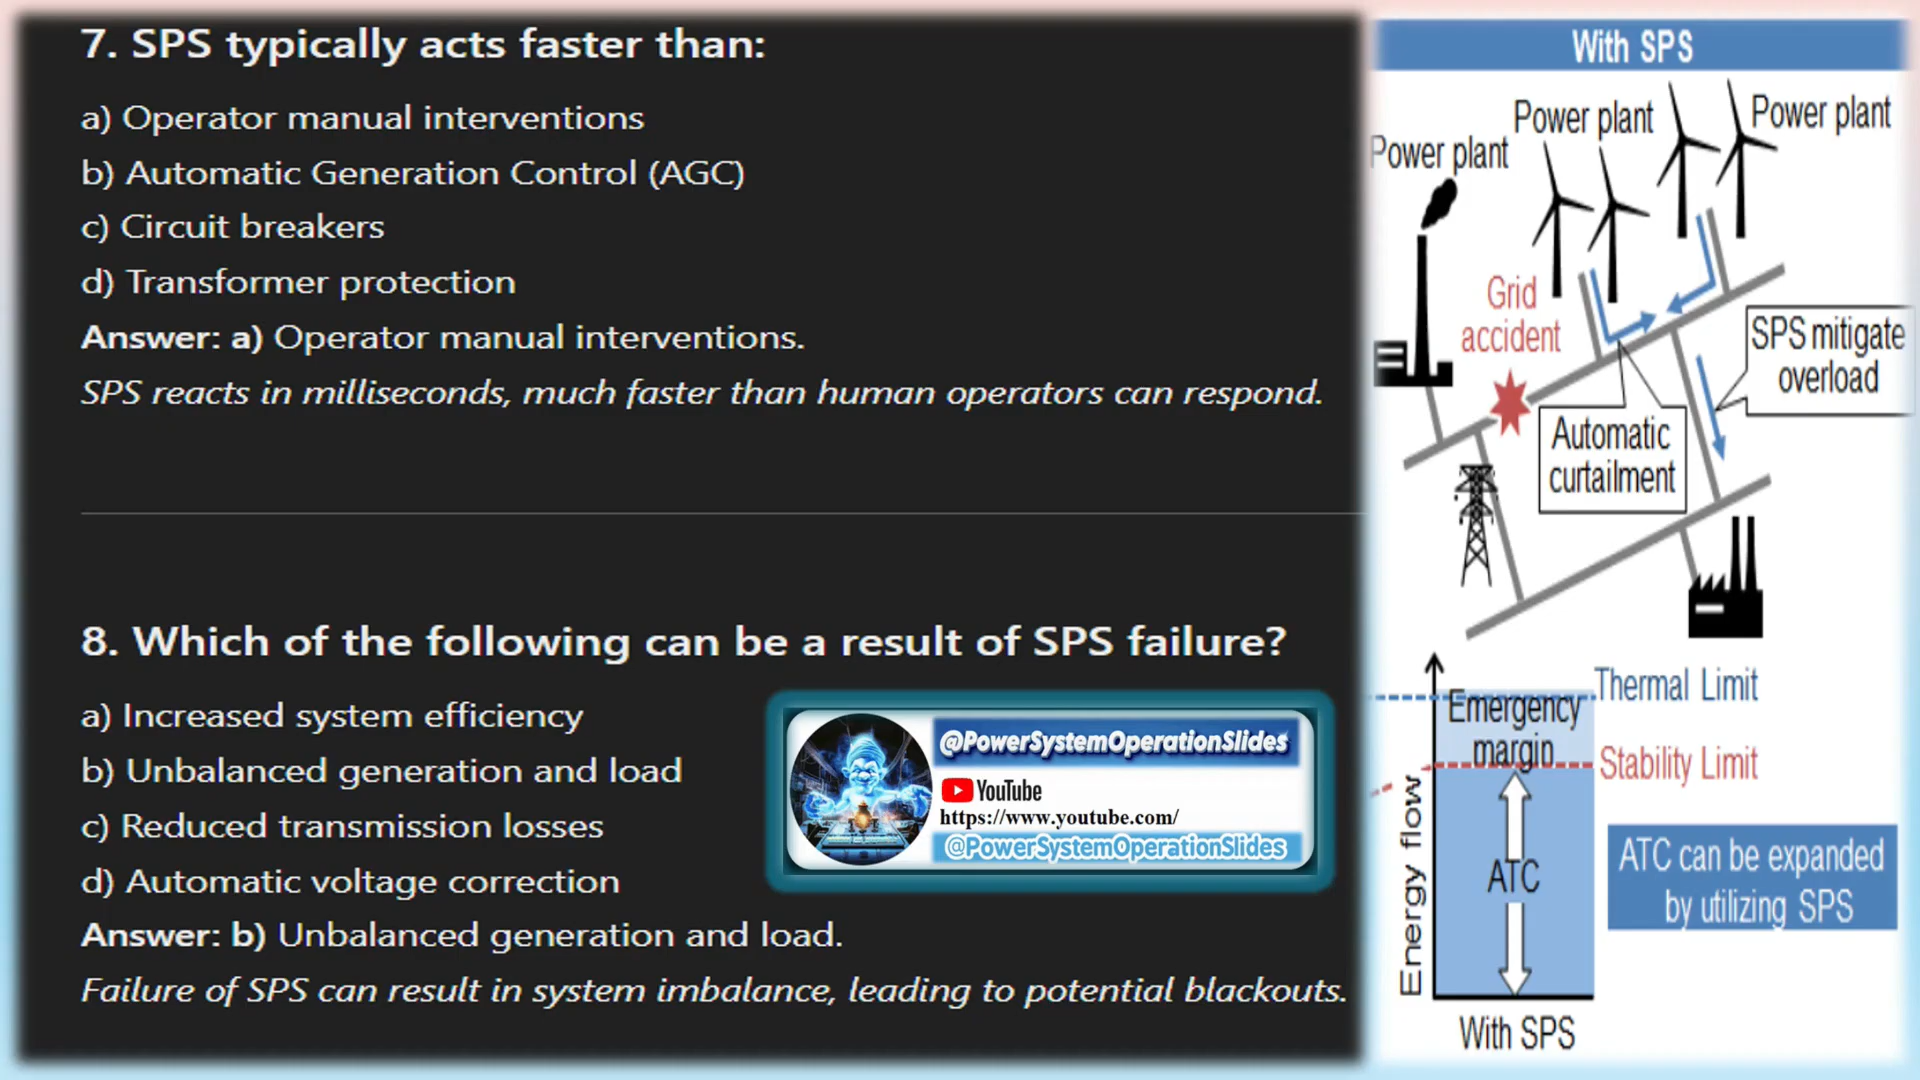 7. SPS typically acts faster than:
a) Operator manual interventions
b) Automatic Generation Control (AGC)
c) Circuit breakers
d) Transformer protection
Answer: a) Operator manual interventions.
SPS reacts in milliseconds, much faster than human operators can respond.
8. Which of the following can be a result of SPS failure?
a) Increased system efficiency
b) Unbalanced generation and load
c) Reduced transmission losses
d) Automatic voltage correction
Answer: b) Unbalanced generation and load.
Failure of SPS can result in system imbalance, leading to potential blackouts.
@PowerSystemOperationSlides
YouTube
https://www.youtube.com/
@PowerSystemOperationSlides
With SPS
Power plant
Power plant
Power plant
Grid
accident
SPS mitigate
overload
Automatic
curtailment
Thermal Limit
Emergency
margin
Stability Limit
Energy flow
ATC
ATC can be expanded
by utilizing SPS
With SPS